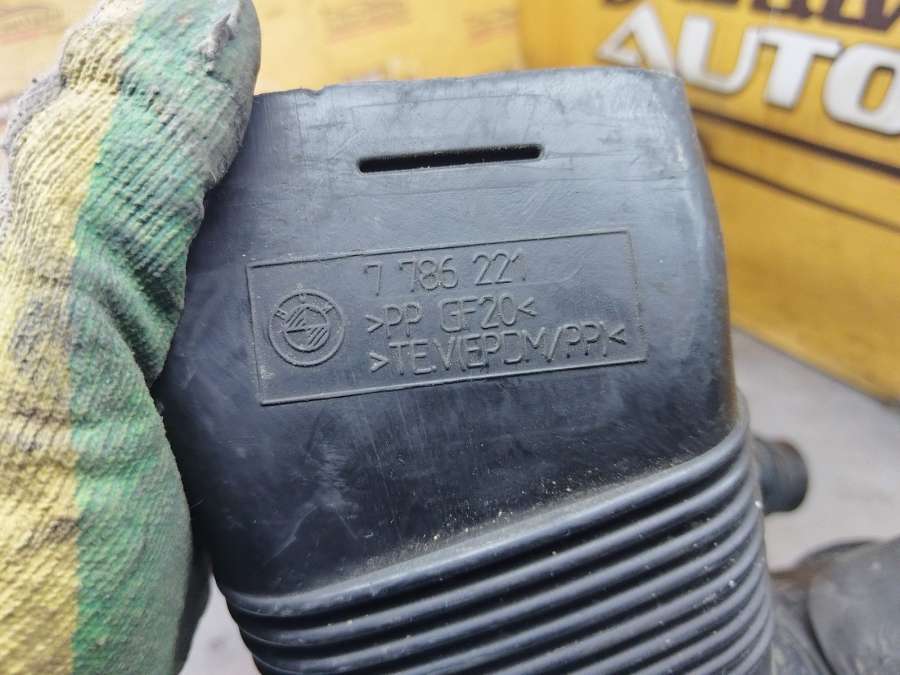 AUTO
7 786 221
>PP GF20<
>TEV(EPDM/PP)<